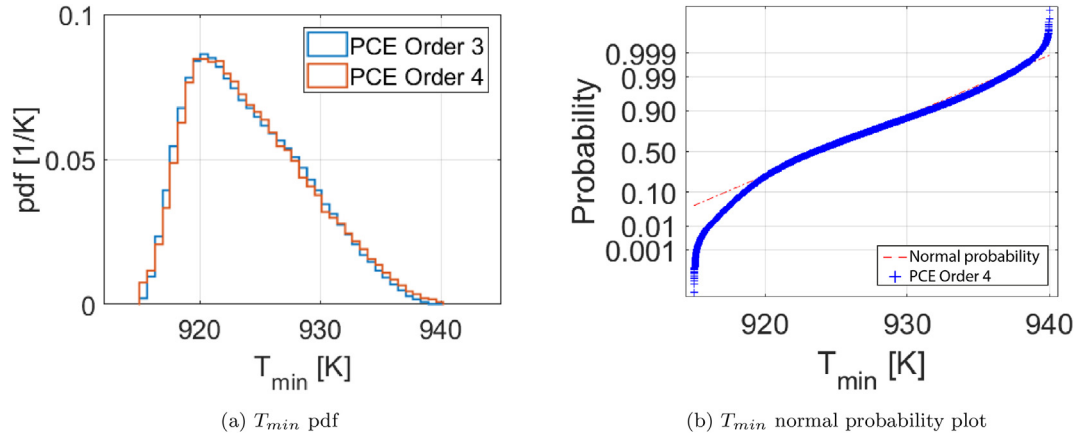 0.1
PCE Order 3
PCE Order 4
pdf [1/K]
0.05
0
920
930
940
T_min [K]
(a) T_min pdf
0.999
0.99
0.90
Probability
0.50
0.10
0.01
0.001
Normal probability
PCE Order 4
920
930
940
T_min [K]
(b) T_min normal probability plot